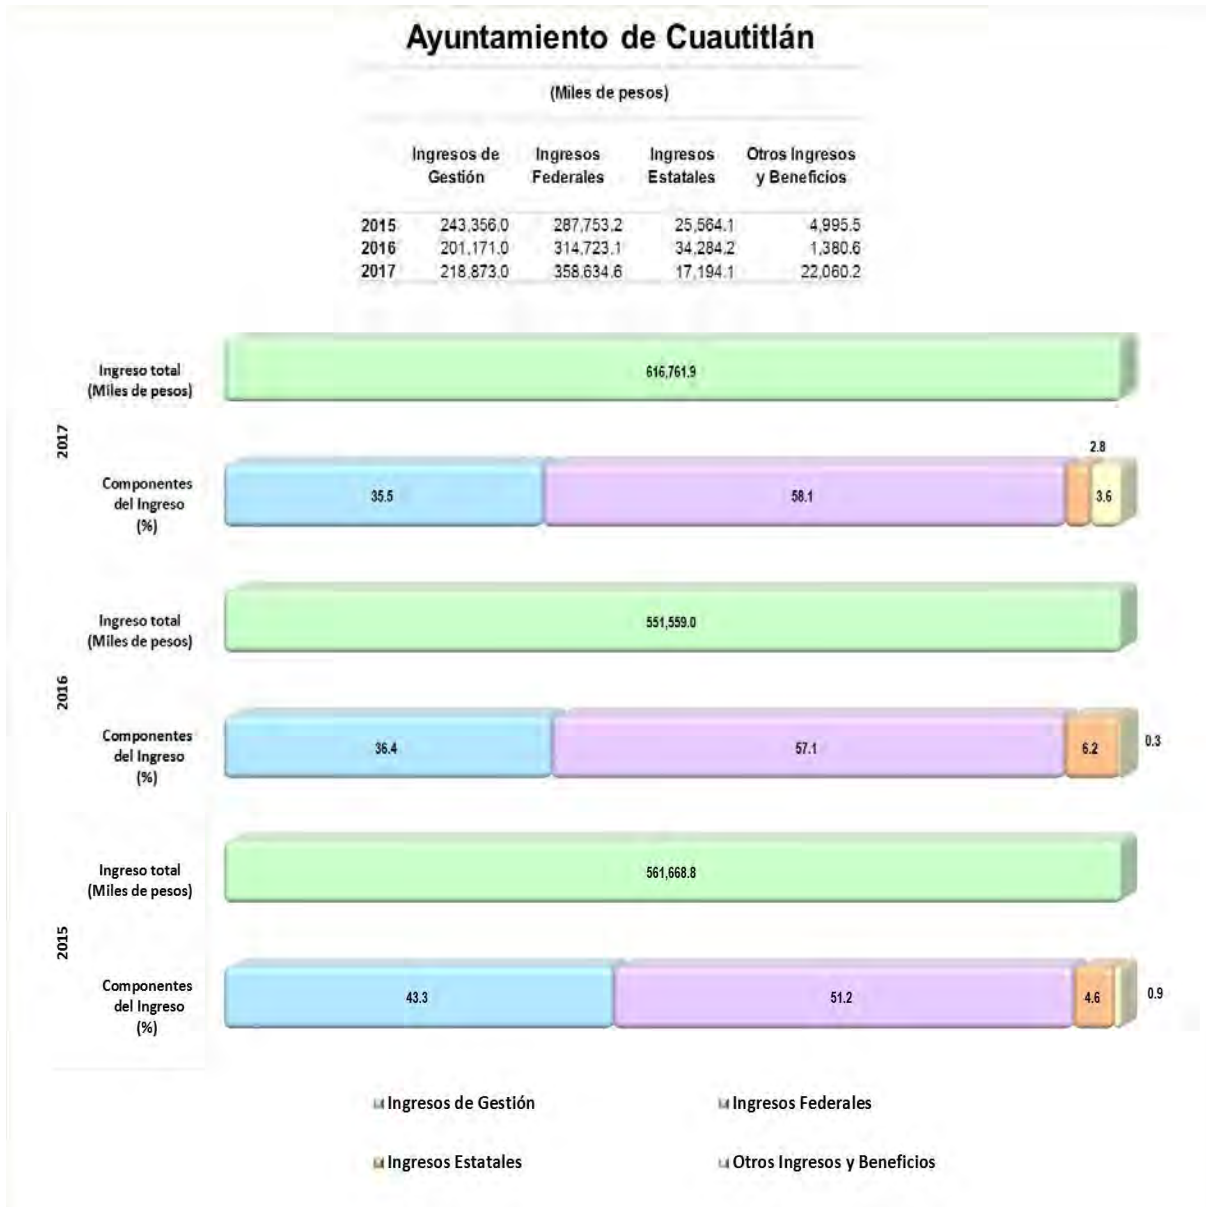 Ayuntamiento de Cuautitlán
(Miles de pesos)
Ingresos de Ingresos Ingresos Otros Ingresos
Gestión Federales Estatales y Beneficios
2015 243,356.0 287,753.2 25,564.1 4,995.5
2016 201,171.0 314,723.1 34,284.2 1,380.6
2017 218,873.0 358,634.6 17,194.1 22,060.2
2017
Ingreso total
(Miles de pesos)
616,761.9
Componentes
del Ingreso
(%)
35.5 58.1 2.8 3.6
2016
Ingreso total
(Miles de pesos)
551,559.0
Componentes
del Ingreso
(%)
36.4 57.1 6.2 0.3
2015
Ingreso total
(Miles de pesos)
561,668.8
Componentes
del Ingreso
(%)
43.3 51.2 4.6 0.9
Ingresos de Gestión Ingresos Federales
Ingresos Estatales Otros Ingresos y Beneficios